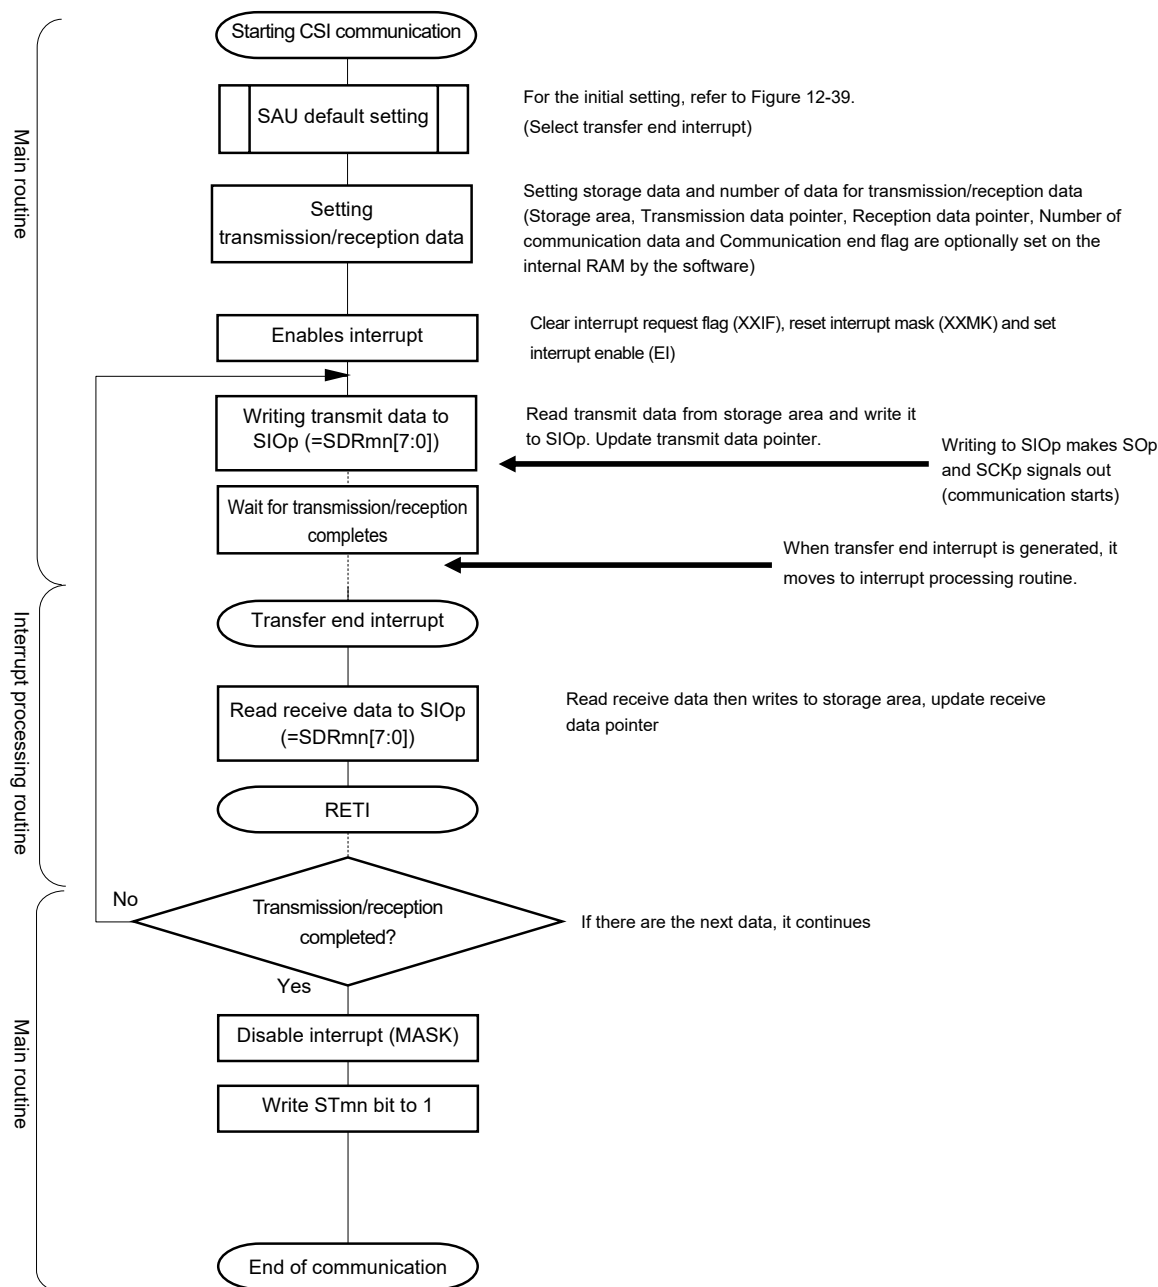 Starting CSI communication
Main routine
SAU default setting
For the initial setting, refer to Figure 12-39.
(Select transfer end interrupt)
Setting
transmission/reception data
Setting storage data and number of data for transmission/reception data
(Storage area, Transmission data pointer, Reception data pointer, Number of
communication data and Communication end flag are optionally set on the
internal RAM by the software)
Enables interrupt
Clear interrupt request flag (XXIF), reset interrupt mask (XXMK) and set
interrupt enable (EI)
Writing transmit data to
SIOp (=SDRmn[7:0])
Read transmit data from storage area and write it
to SIOp. Update transmit data pointer.
Writing to SIOp makes SOp
and SCKp signals out
(communication starts)
Wait for transmission/reception
completes
When transfer end interrupt is generated, it
moves to interrupt processing routine.
Interrupt processing routine
Transfer end interrupt
Read receive data to SIOp
(=SDRmn[7:0])
Read receive data then writes to storage area, update receive
data pointer
RETI
No
Transmission/reception
completed?
If there are the next data, it continues
Yes
Main routine
Disable interrupt (MASK)
Write STmn bit to 1
End of communication